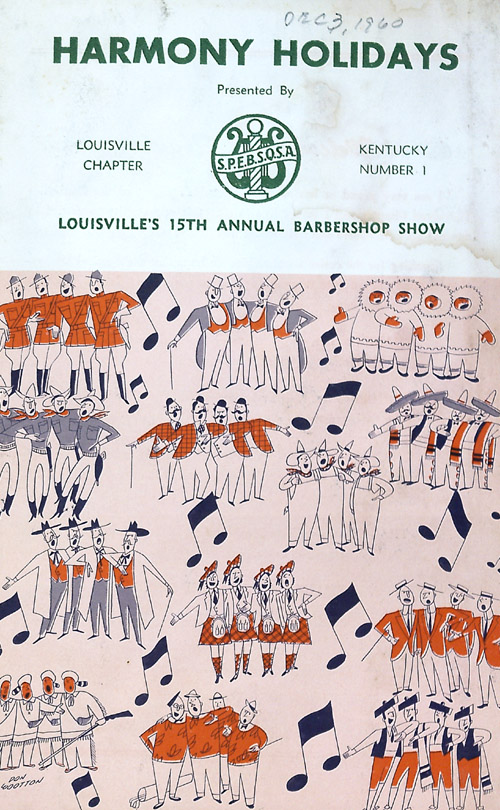 DEC 3, 1960
HARMONY HOLIDAYS
Presented By
LOUISVILLE
CHAPTER
S.P.E.B.S.Q.S.A.
KENTUCKY
NUMBER 1
LOUISVILLE'S 15TH ANNUAL BARBERSHOP SHOW
DON
WOOTTON